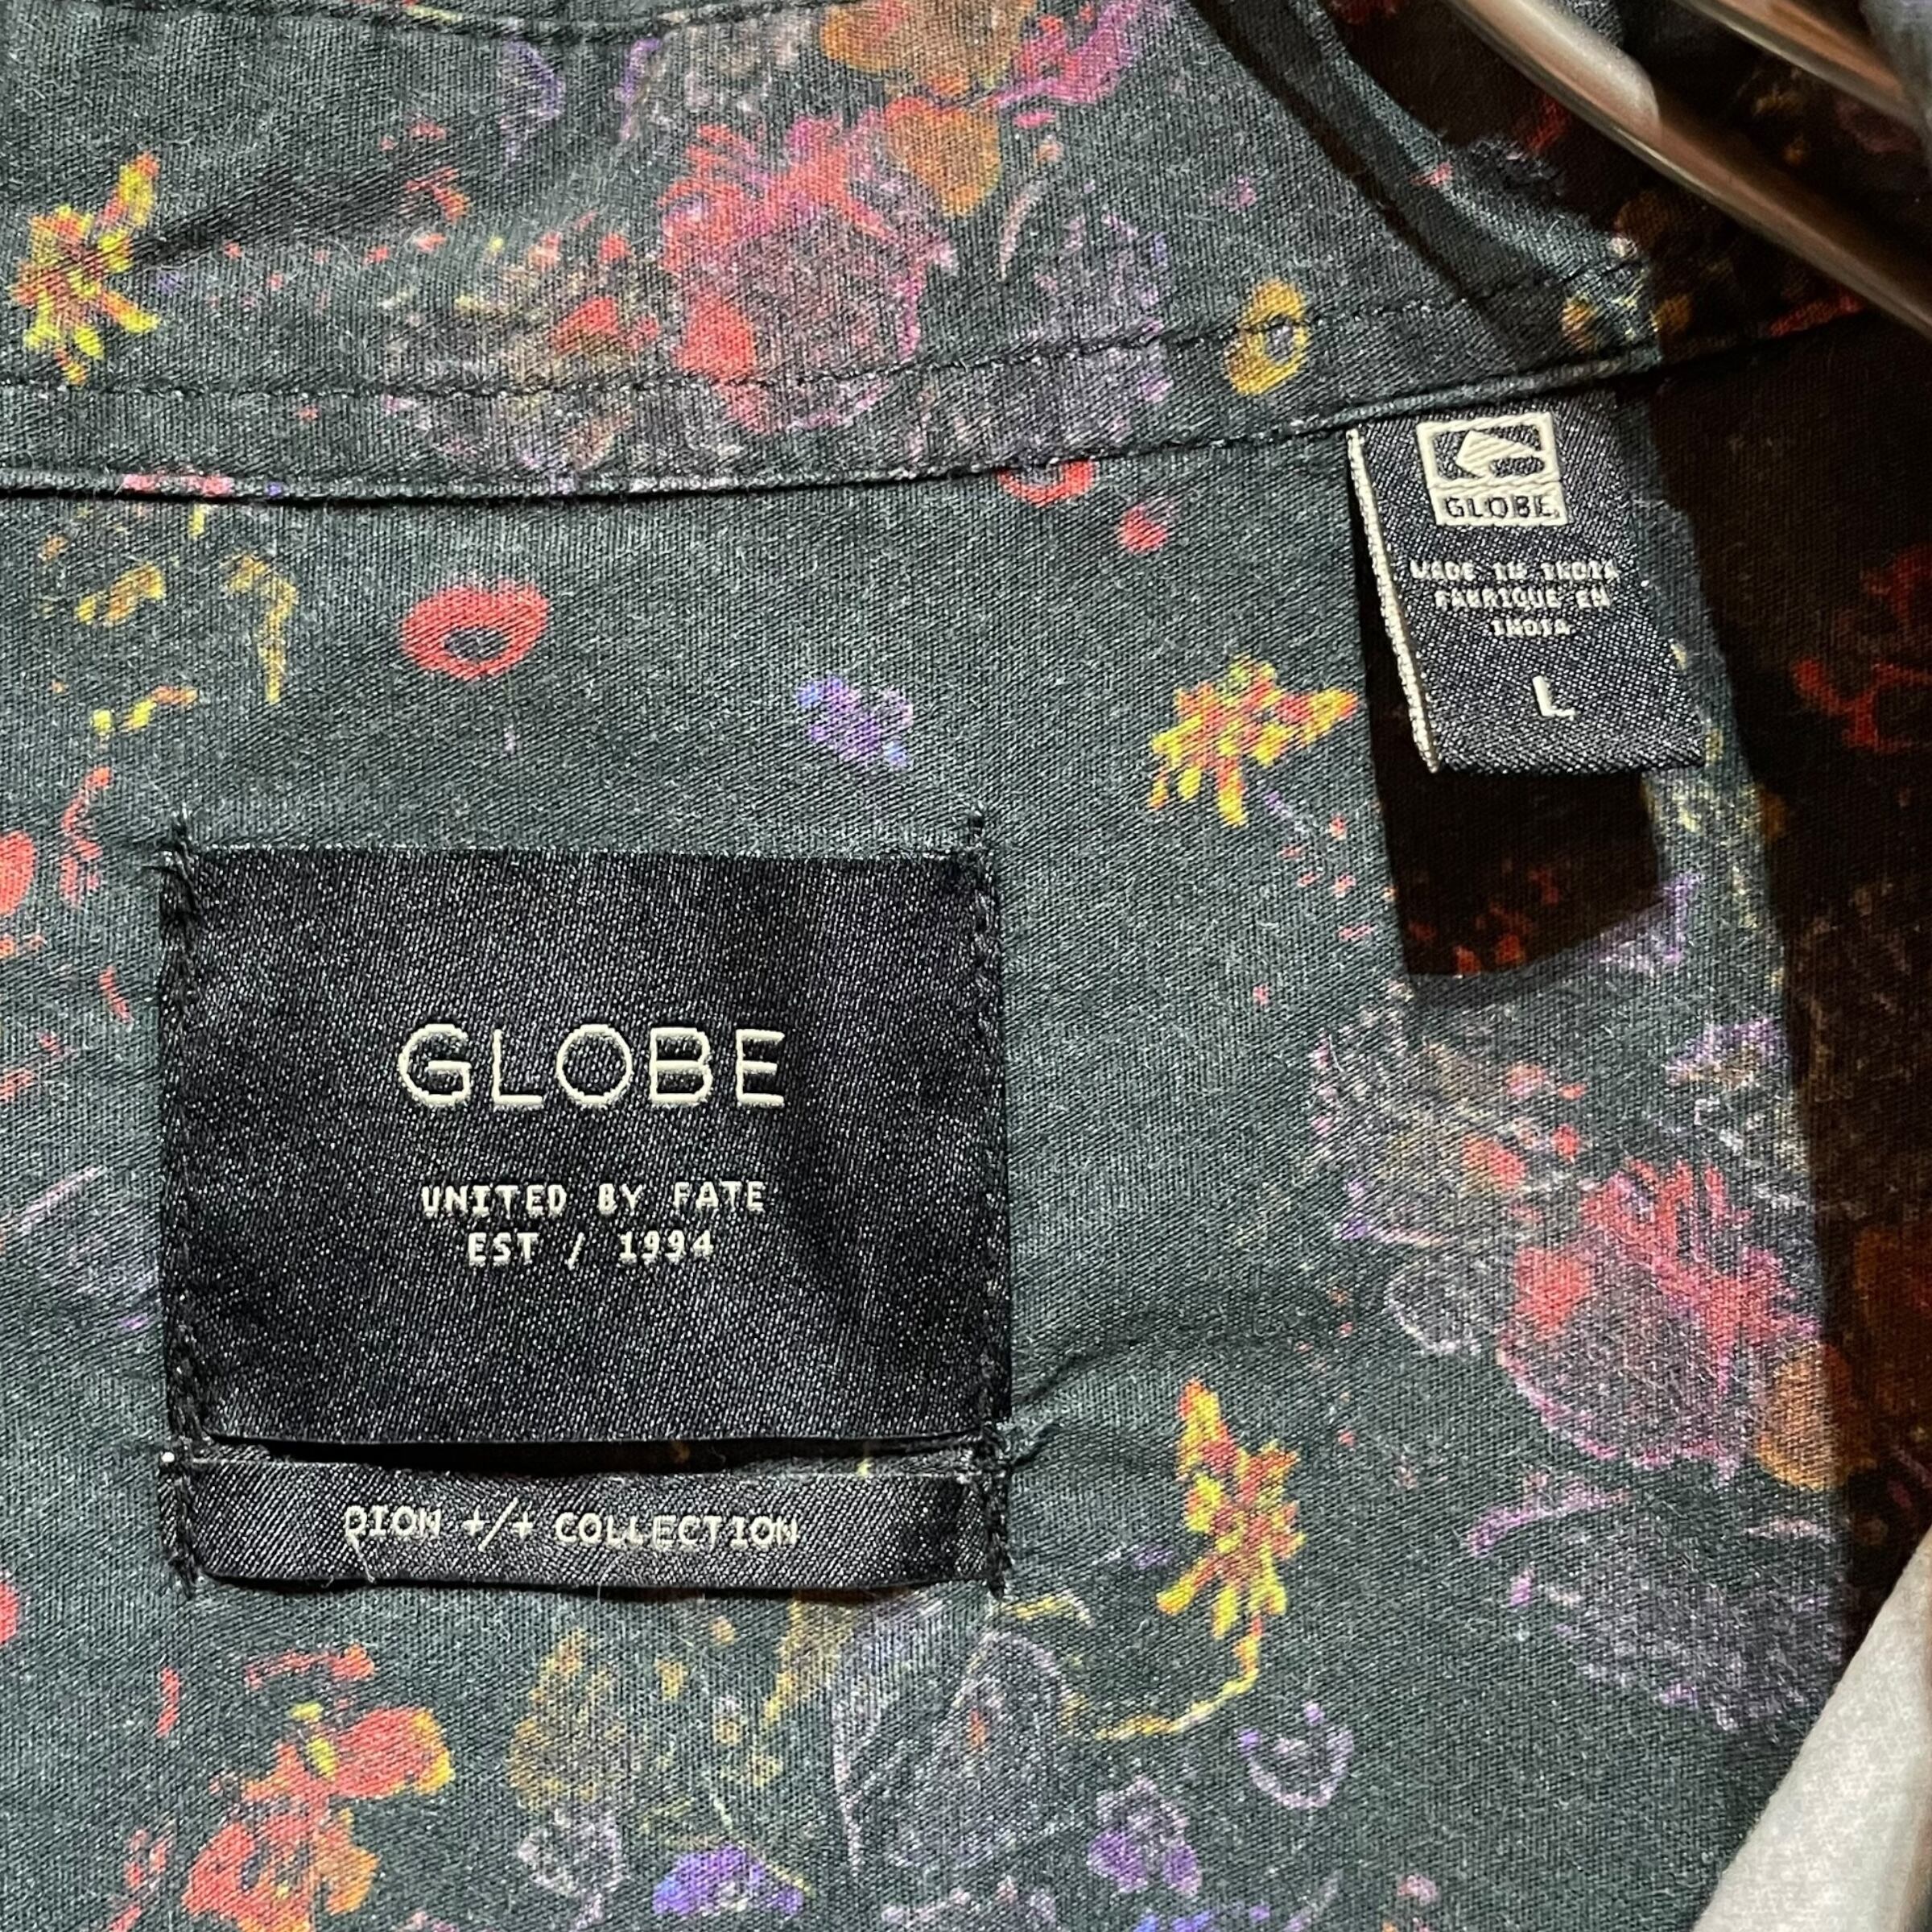 GLOBE
MADE IN INDIA
FABRIQUE EN
INDIA
L
GLOBE
UNITED BY FATE
EST / 1994
DION +/+ COLLECTION